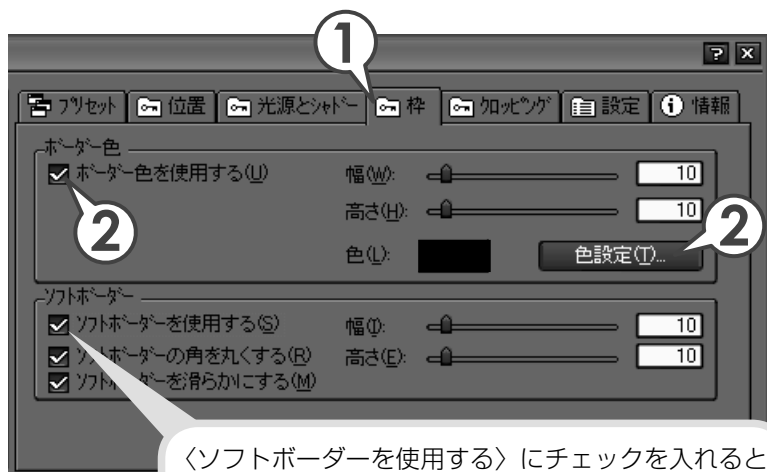 1
プリセット 位置 光源とシャドー 枠 クロッピング 設定 情報
ボーダー色
ボーダー色を使用する(U) 幅(W): 10
2
高さ(H): 10
2
色(L): 色設定(T)...
ソフトボーダー
ソフトボーダーを使用する(S) 幅(I): 10
ソフトボーダーの角を丸くする(R) 高さ(E): 10
ソフトボーダーを滑らかにする(M)
〈ソフトボーダーを使用する〉にチェックを入れると